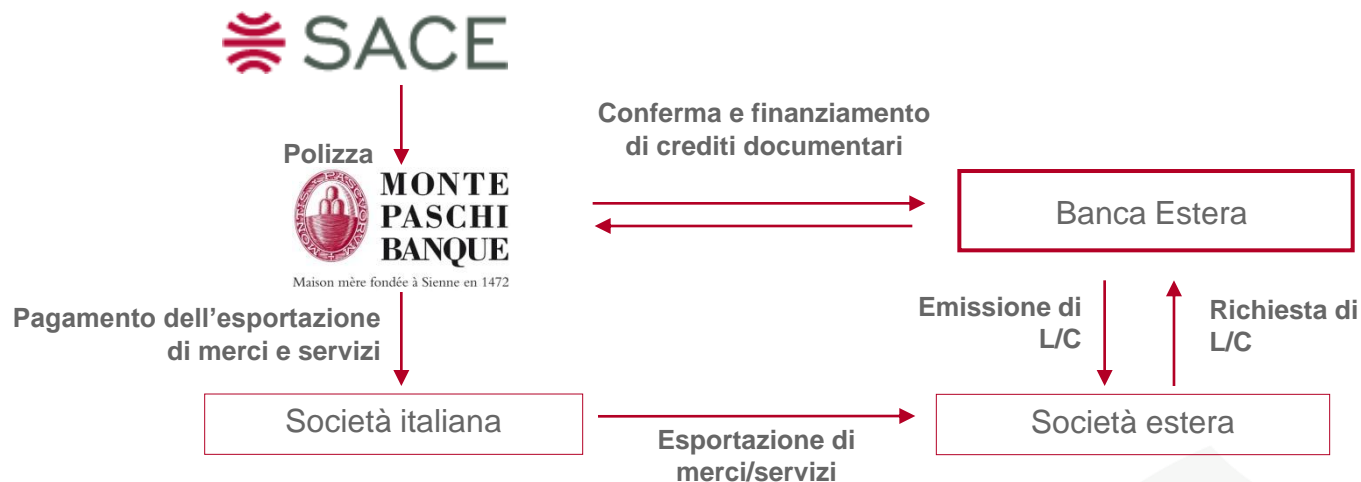 SACE
Conferma e finanziamento
di crediti documentari
Polizza
MONTE
PASCHI
BANQUE
Maison mère fondée à Sienne en 1472
Banca Estera
Pagamento dell’esportazione
di merci e servizi
Emissione di
L/C
Richiesta di
L/C
Società italiana
Esportazione di
merci/servizi
Società estera